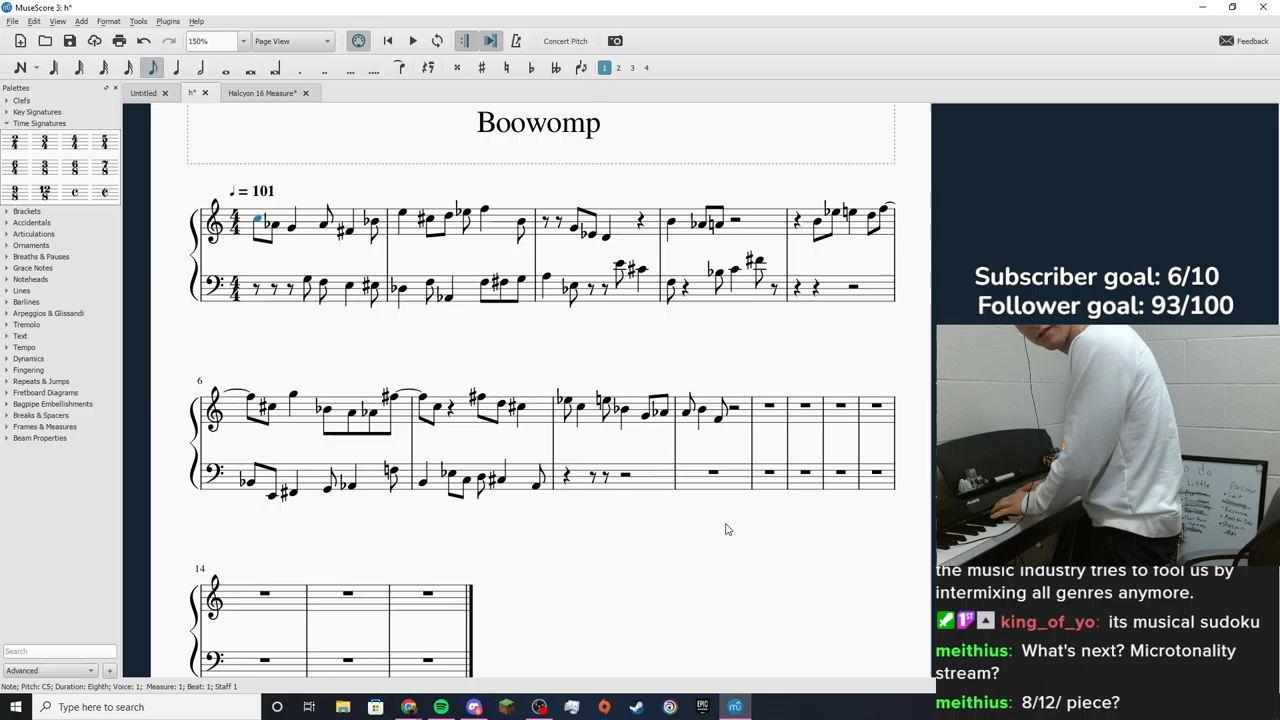 MuseScore 3: h*
File Edit View Add Format Tools Plugins Help
150% Page View Concert Pitch Feedback
1 2 3 4
Palettes
Untitled h* Halcyon 16 Measure*
Clefs
Key Signatures
Time Signatures
Brackets
Accidentals
Articulations
Ornaments
Breaths & Pauses
Grace Notes
Noteheads
Lines
Barlines
Arpeggios & Glissandi
Tremolo
Text
Tempo
Dynamics
Fingering
Repeats & Jumps
Fretboard Diagrams
Bagpipe Embellishments
Breaks & Spacers
Frames & Measures
Beam Properties
Search
Advanced
Boowomp
= 101
6
14
Note; Pitch: C5; Duration: Eighth; Voice: 1; Measure: 1; Beat: 1; Staff 1
Subscriber goal: 6/10
Follower goal: 93/100
the music industry tries to fool us by
intermixing all genres anymore.
king_of_yo: its musical sudoku
meithius: What's next? Microtonality
stream?
meithius: 8/12/ piece?
Type here to search